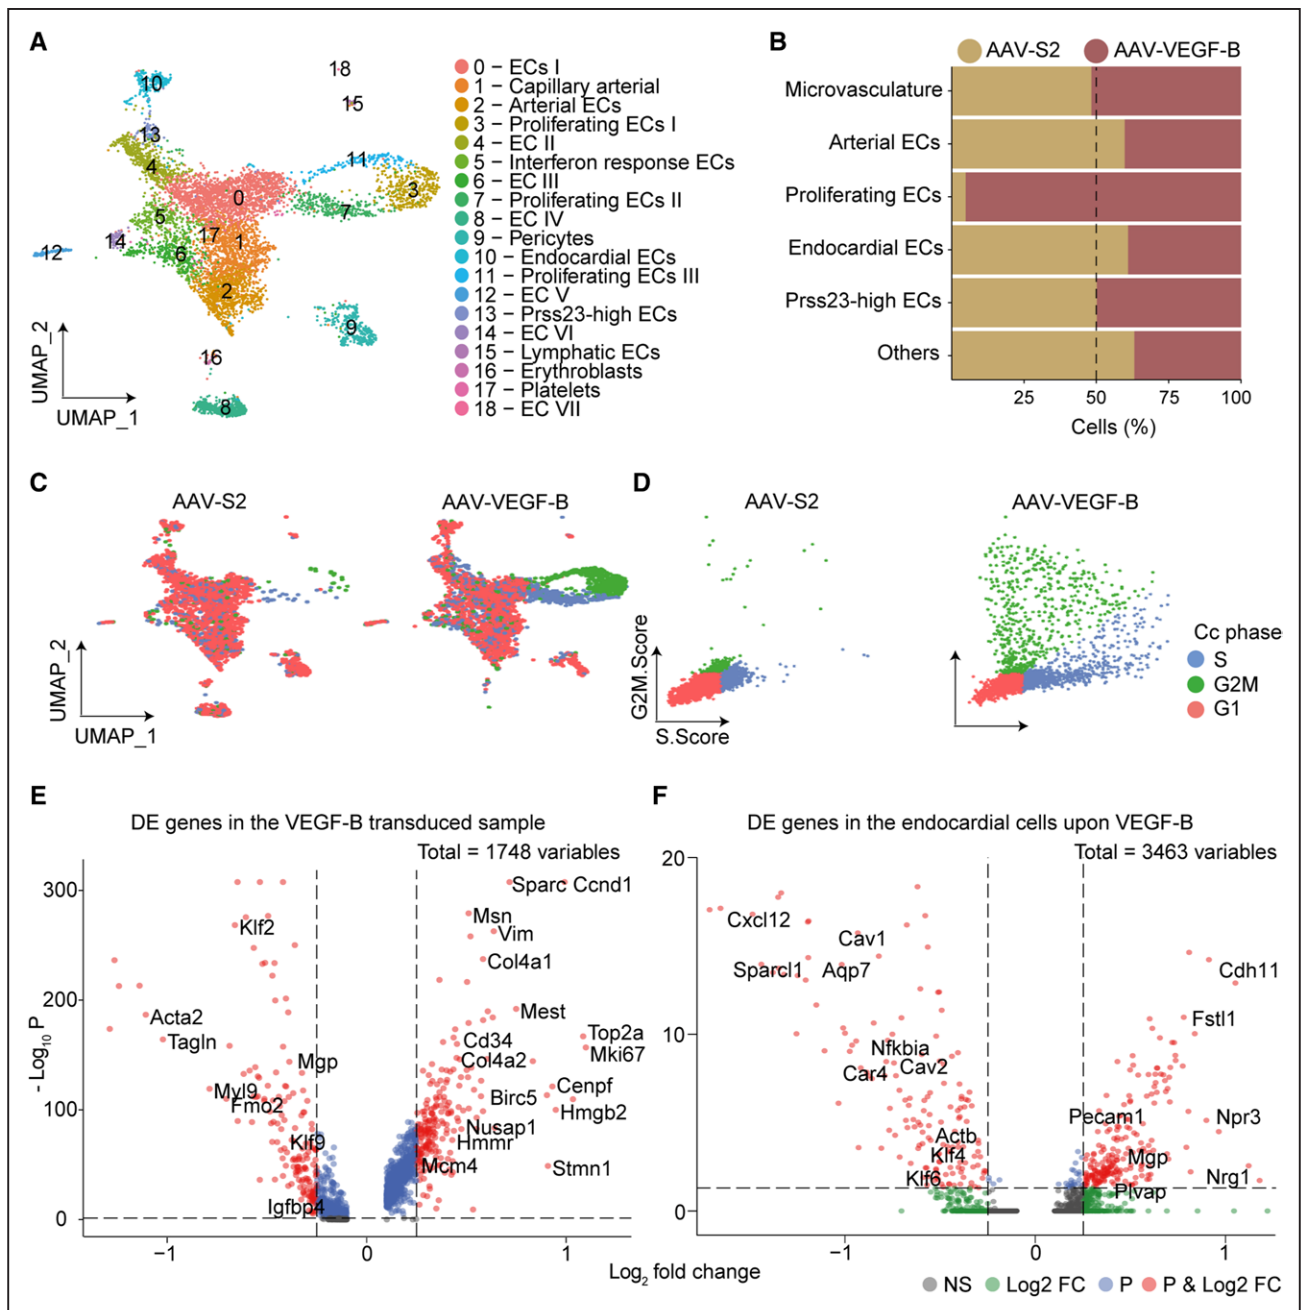 A
10
18
15
13
4
11
3
0
7
5
17
14
1
6
12
2
9
16
8
UMAP_2
UMAP_1
0 – ECs I
1 – Capillary arterial
2 – Arterial ECs
3 – Proliferating ECs I
4 – EC II
5 – Interferon response ECs
6 – EC III
7 – Proliferating ECs II
8 – EC IV
9 – Pericytes
10 – Endocardial ECs
11 – Proliferating ECs III
12 – EC V
13 – Prss23-high ECs
14 – EC VI
15 – Lymphatic ECs
16 – Erythroblasts
17 – Platelets
18 – EC VII
B
AAV-S2 AAV-VEGF-B
Microvasculature
Arterial ECs
Proliferating ECs
Endocardial ECs
Prss23-high ECs
Others
25 50 75 100
Cells (%)
C
AAV-S2 AAV-VEGF-B
UMAP_2
UMAP_1
D
AAV-S2 AAV-VEGF-B
G2M.Score
S.Score
Cc phase
S
G2M
G1
E
DE genes in the VEGF-B transduced sample
Total = 1748 variables
- Log10 P
300
200
100
0
Sparc Ccnd1
Msn
Klf2
Vim
Col4a1
Acta2
Mest
Tagln
Top2a
Cd34
Mki67
Mgp
Col4a2
Myl9
Cenpf
Fmo2
Birc5
Hmgb2
Nusap1
Klf9
Hmmr
Mcm4
Stmn1
Igfbp4
−1 0 1
F
DE genes in the endocardial cells upon VEGF-B
Total = 3463 variables
20
10
0
Cxcl12
Cav1
Sparcl1
Aqp7
Cdh11
Fstl1
Nfkbia
Car4
Cav2
Pecam1
Npr3
Actb
Klf4
Mgp
Klf6
Nrg1
Plvap
−1 0 1
Log2 fold change
NS Log2 FC P P & Log2 FC